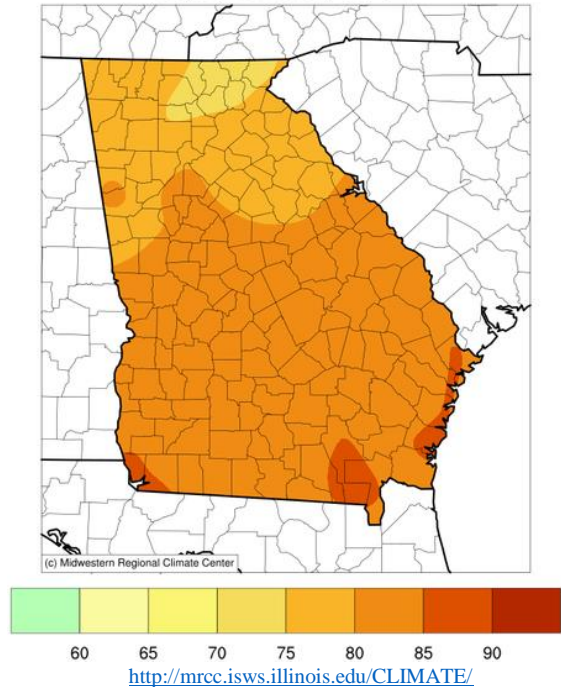 (c) Midwestern Regional Climate Center
60 65 70 75 80 85 90
http://mrcc.isws.illinois.edu/CLIMATE/